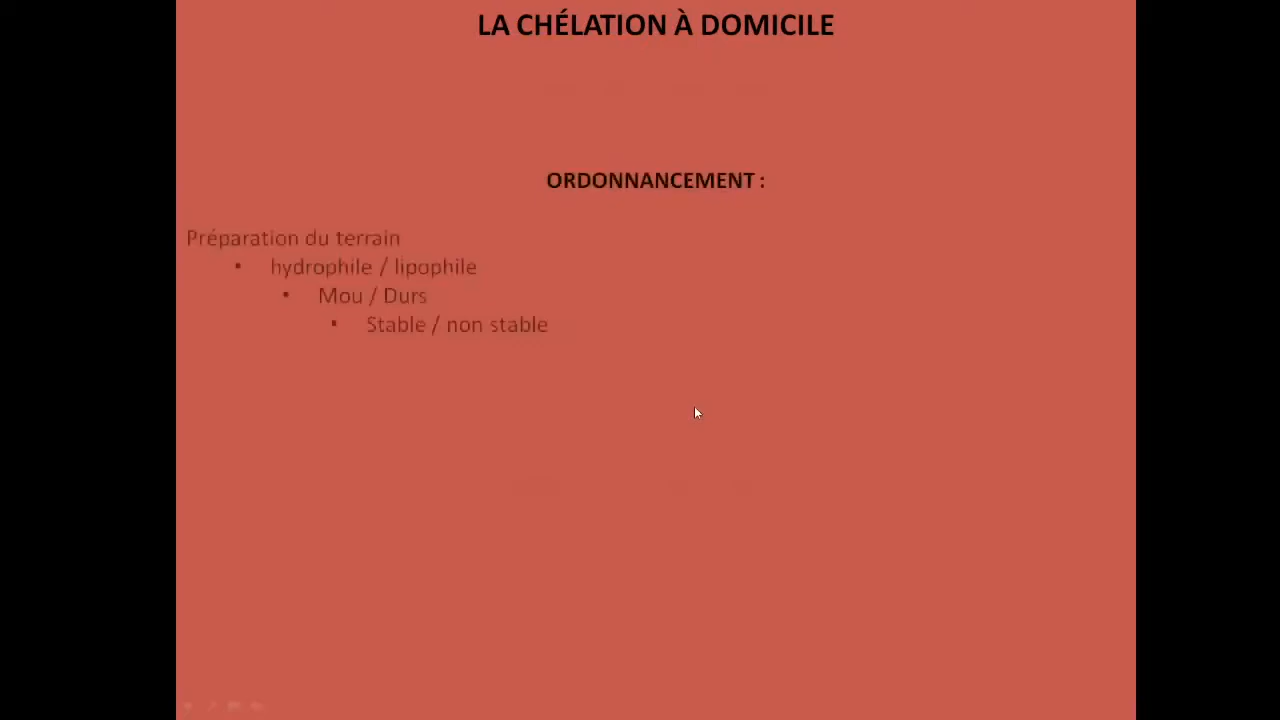 LA CHÉLATION À DOMICILE
ORDONNANCEMENT :
Préparation du terrain
• hydrophile / lipophile
• Mou / Durs
• Stable / non stable